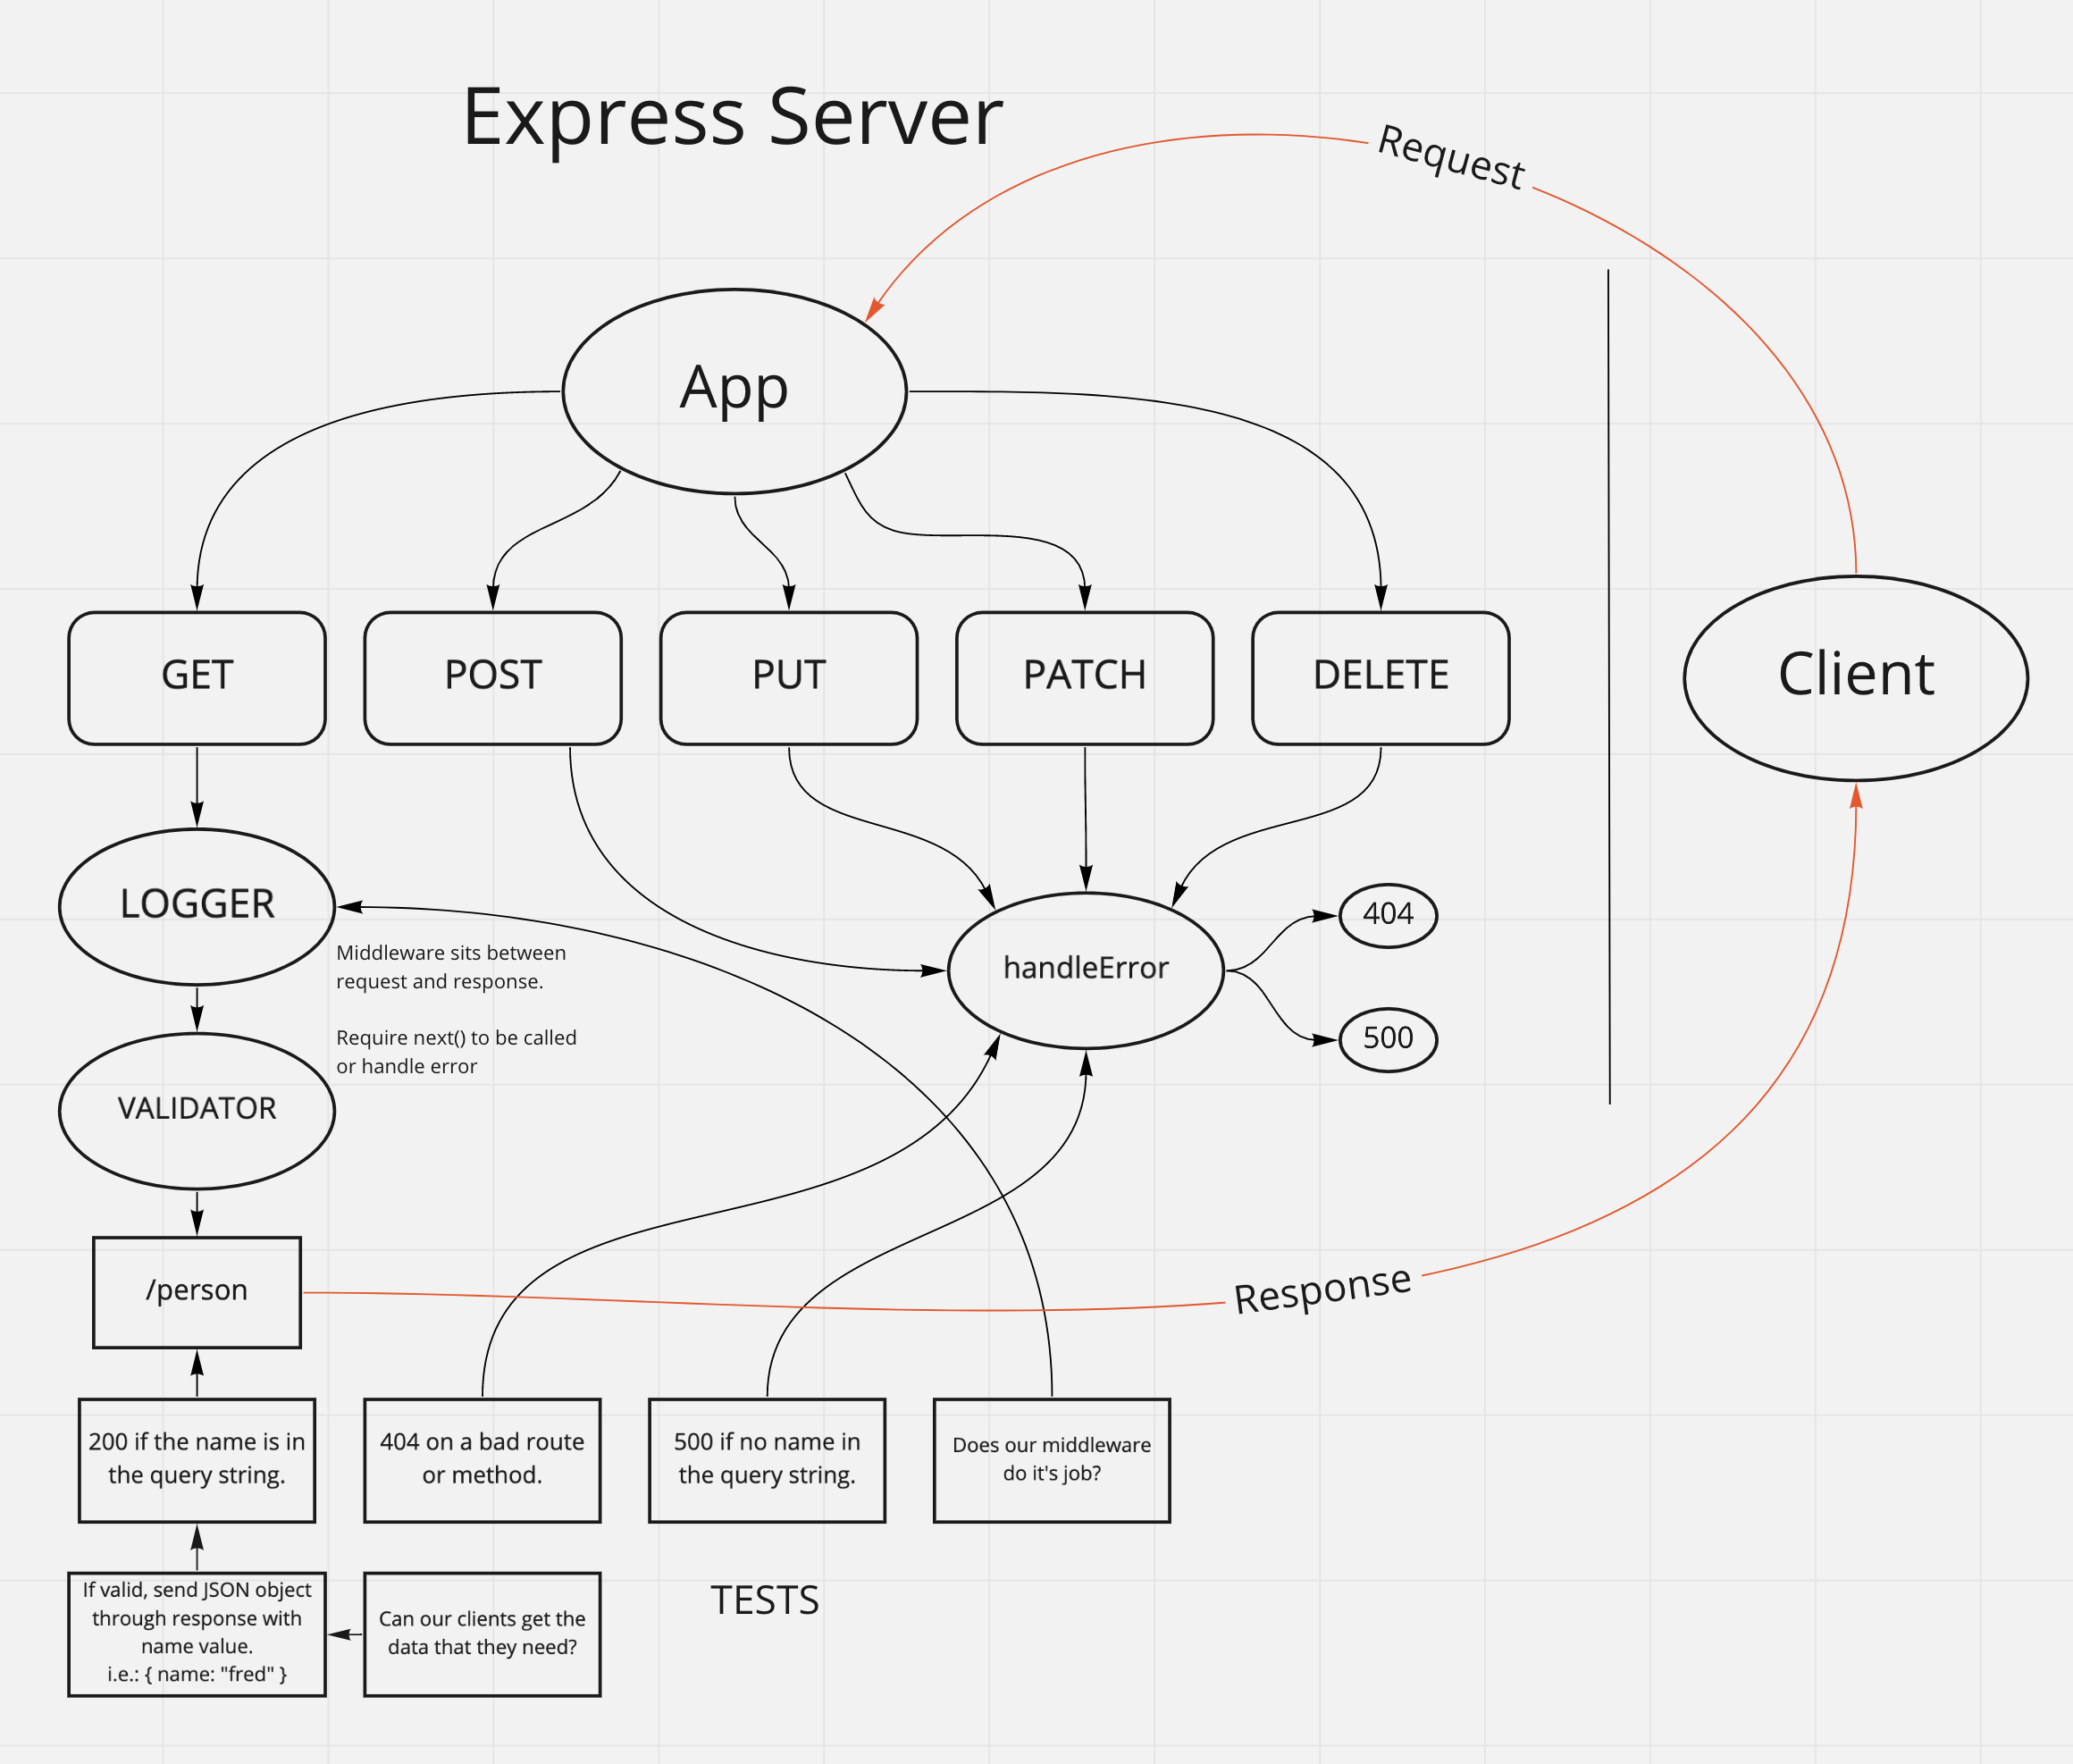 Express Server
Request
App
GET
POST
PUT
PATCH
DELETE
Client
LOGGER
404
Middleware sits between
request and response.
handleError
Require next() to be called
or handle error
500
VALIDATOR
/person
Response
200 if the name is in
the query string.
404 on a bad route
or method.
500 if no name in
the query string.
Does our middleware
do it's job?
If valid, send JSON object
through response with
name value.
i.e.: { name: "fred" }
Can our clients get the
data that they need?
TESTS